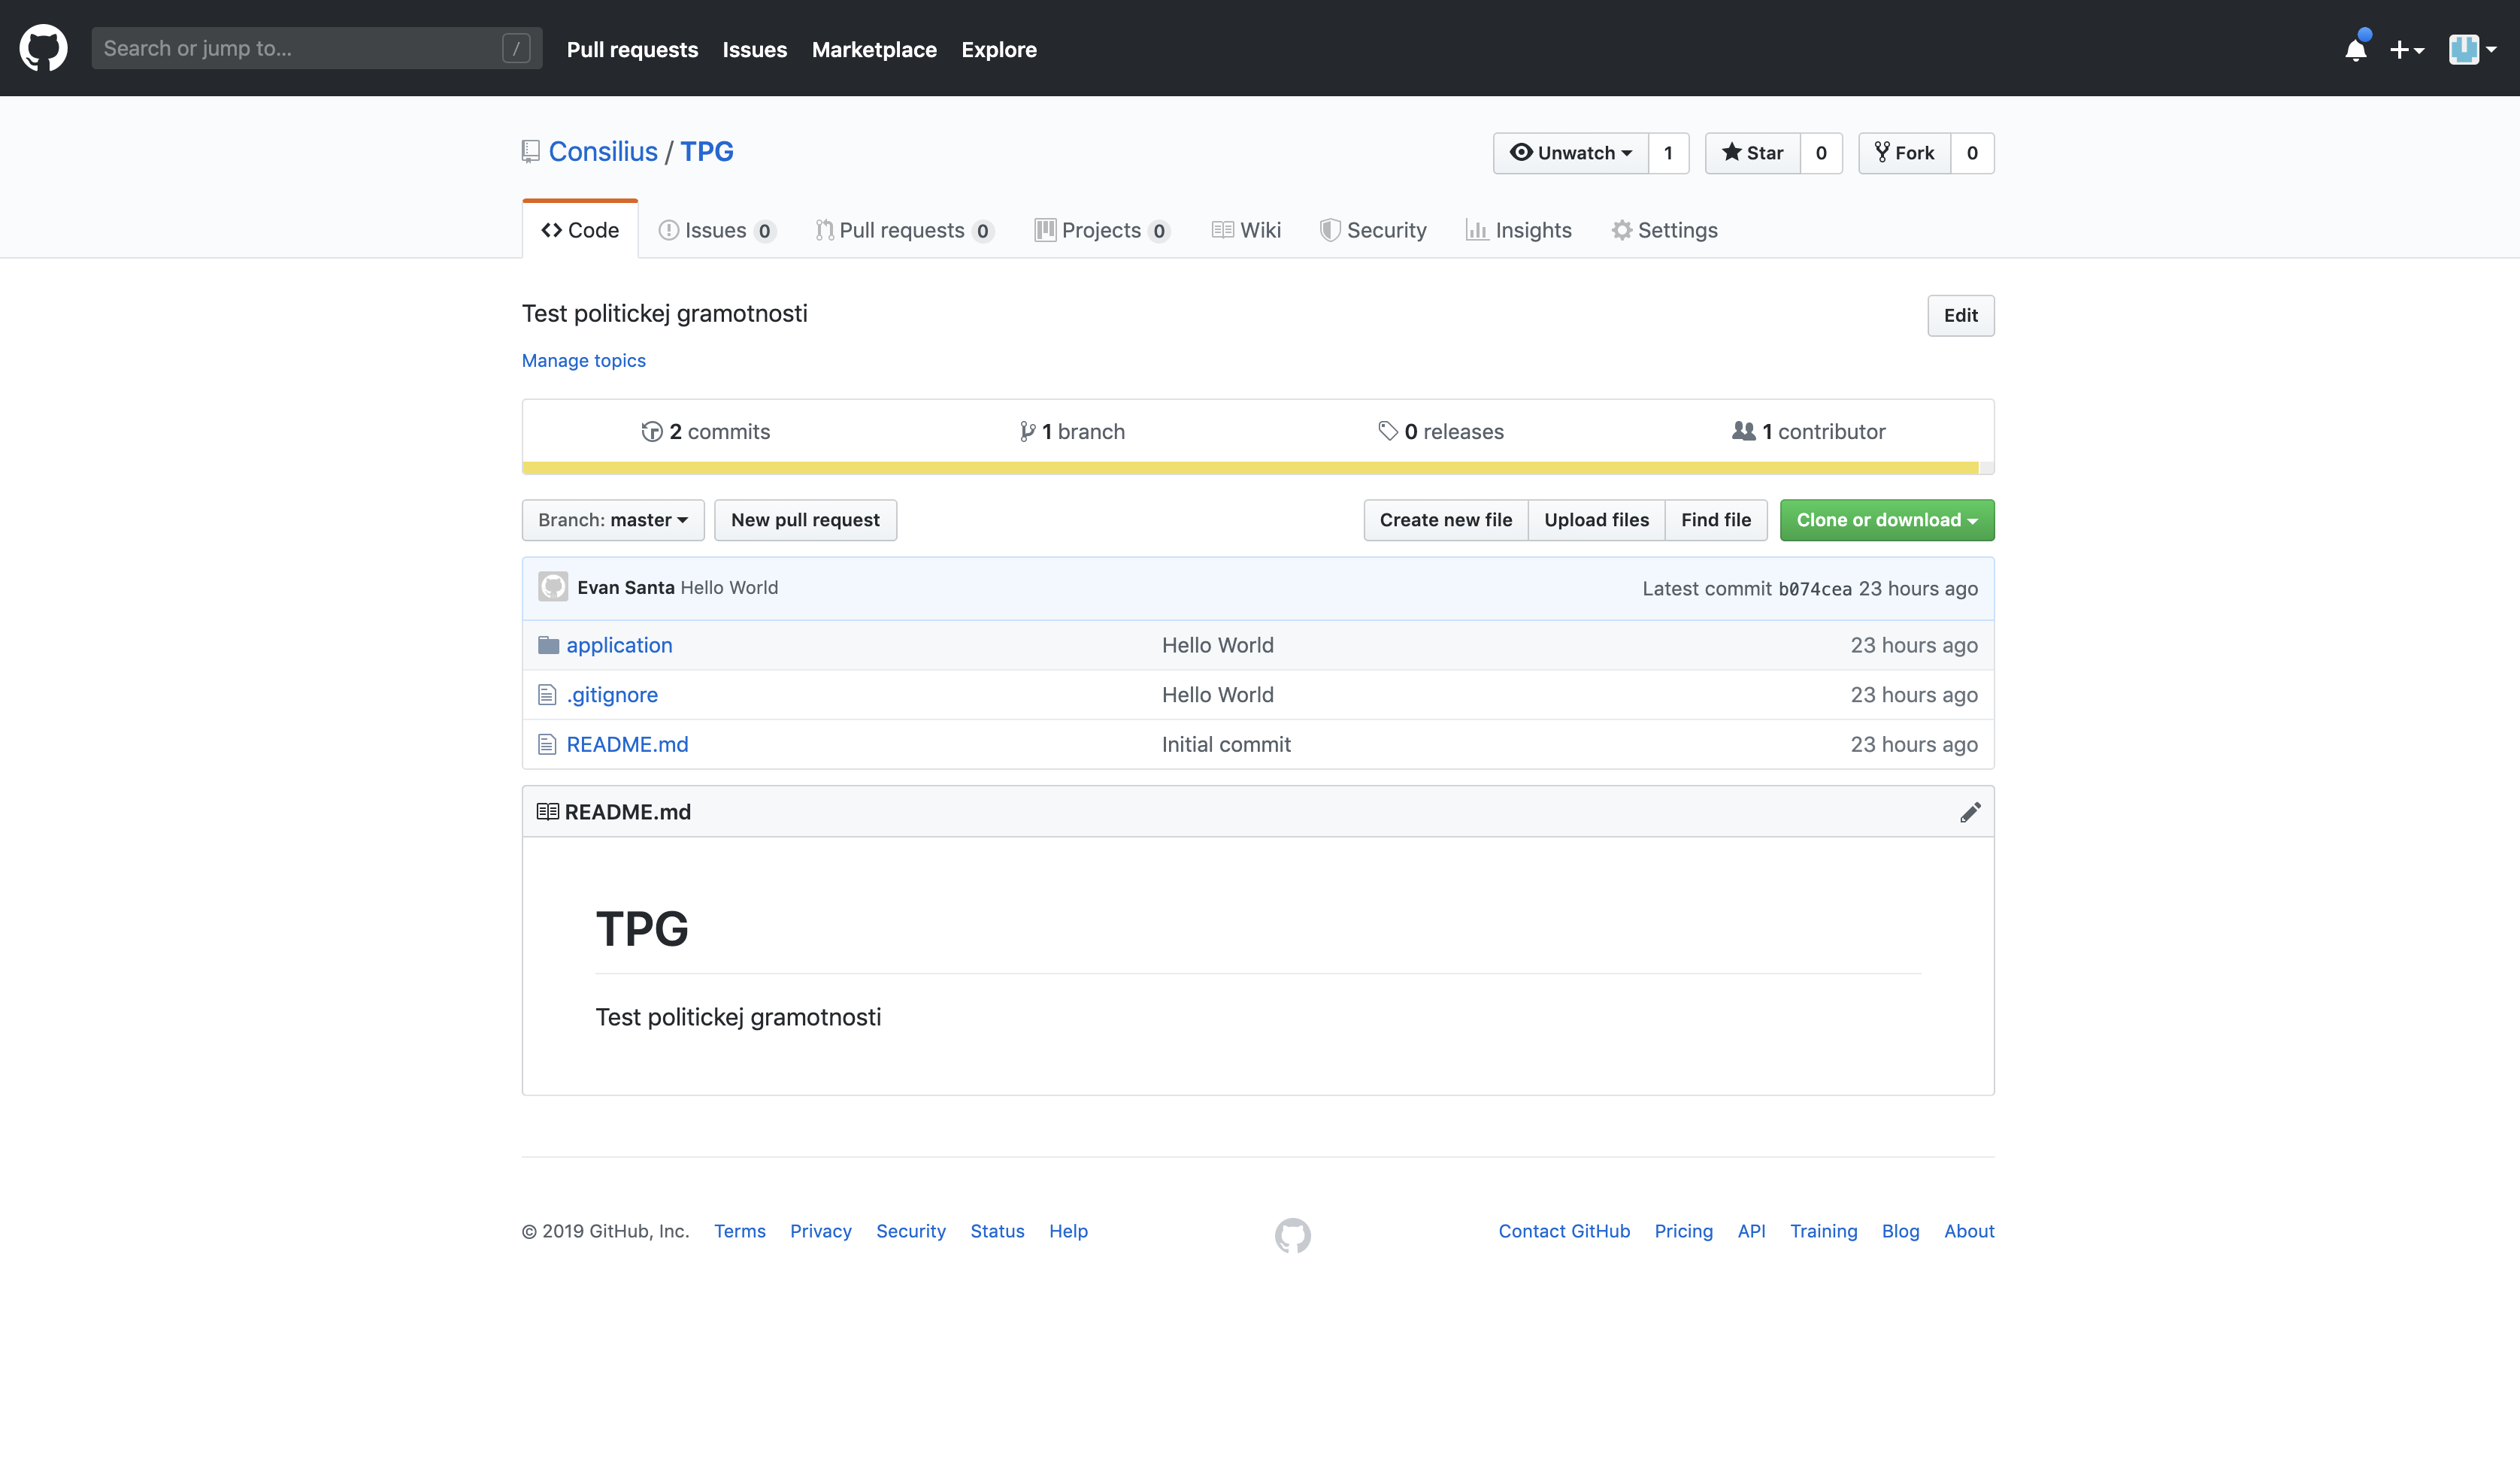 Search or jump to... /
Pull requests Issues Marketplace Explore
Consilius / TPG
Unwatch 1 Star 0 Fork 0
Code Issues 0 Pull requests 0 Projects 0 Wiki Security Insights Settings
Test politickej gramotnosti
Edit
Manage topics
2 commits 1 branch 0 releases 1 contributor
Branch: master New pull request Create new file Upload files Find file Clone or download
Evan Santa Hello World Latest commit b074cea 23 hours ago
application Hello World 23 hours ago
.gitignore Hello World 23 hours ago
README.md Initial commit 23 hours ago
README.md
TPG
Test politickej gramotnosti
© 2019 GitHub, Inc. Terms Privacy Security Status Help Contact GitHub Pricing API Training Blog About